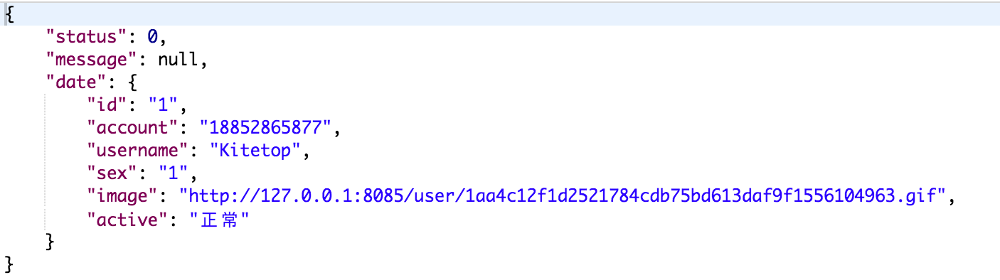 {
    "status": 0,
    "message": null,
    "date": {
        "id": "1",
        "account": "18852865877",
        "username": "Kitetop",
        "sex": "1",
        "image": "http://127.0.0.1:8085/user/1aa4c12f1d2521784cdb75bd613daf9f1556104963.gif",
        "active": "正常"
    }
}